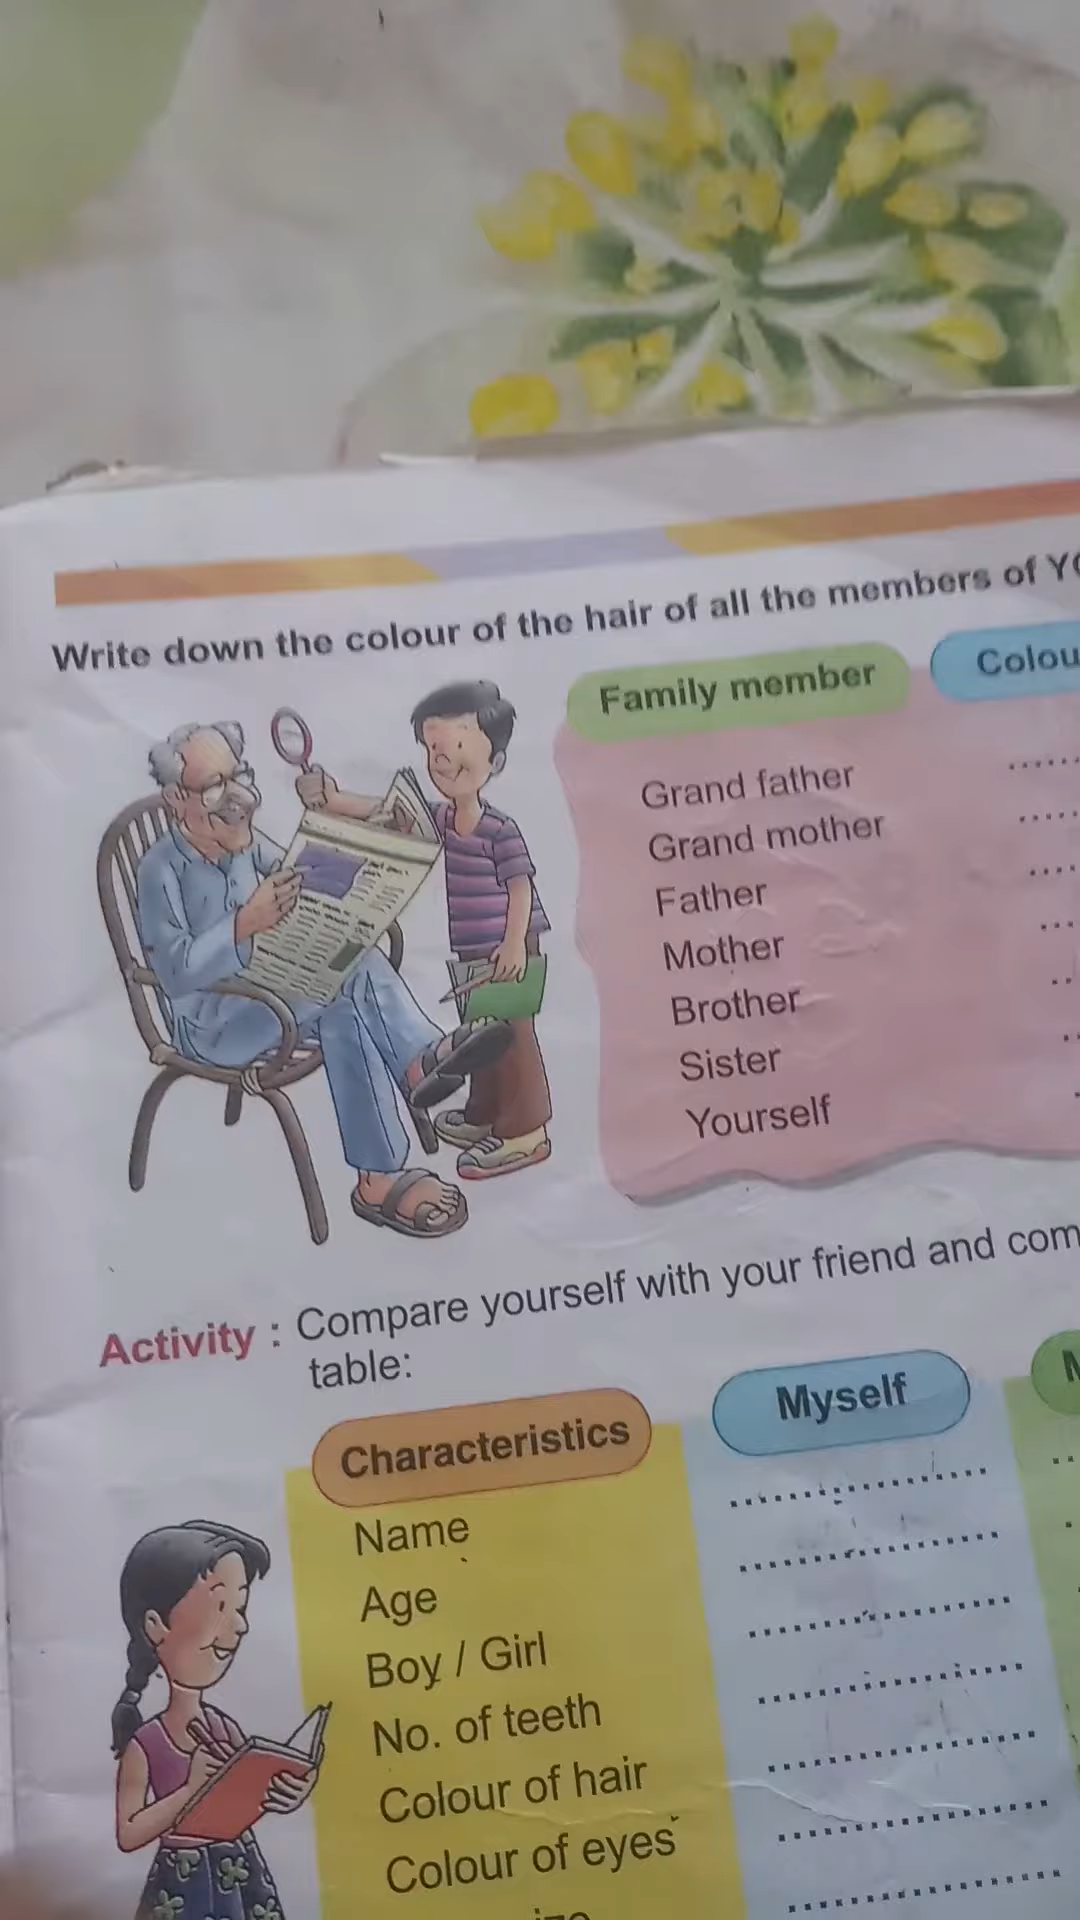 Write down the colour of the hair of all the members of
Family member
Grand father
Grand mother
Father
Mother
Brother
Sister
Yourself
Activity : Compare yourself with your friend and
table:
Characteristics Myself
Name
Age
Boy / Girl
No. of teeth
Colour of hair
Colour of eyes